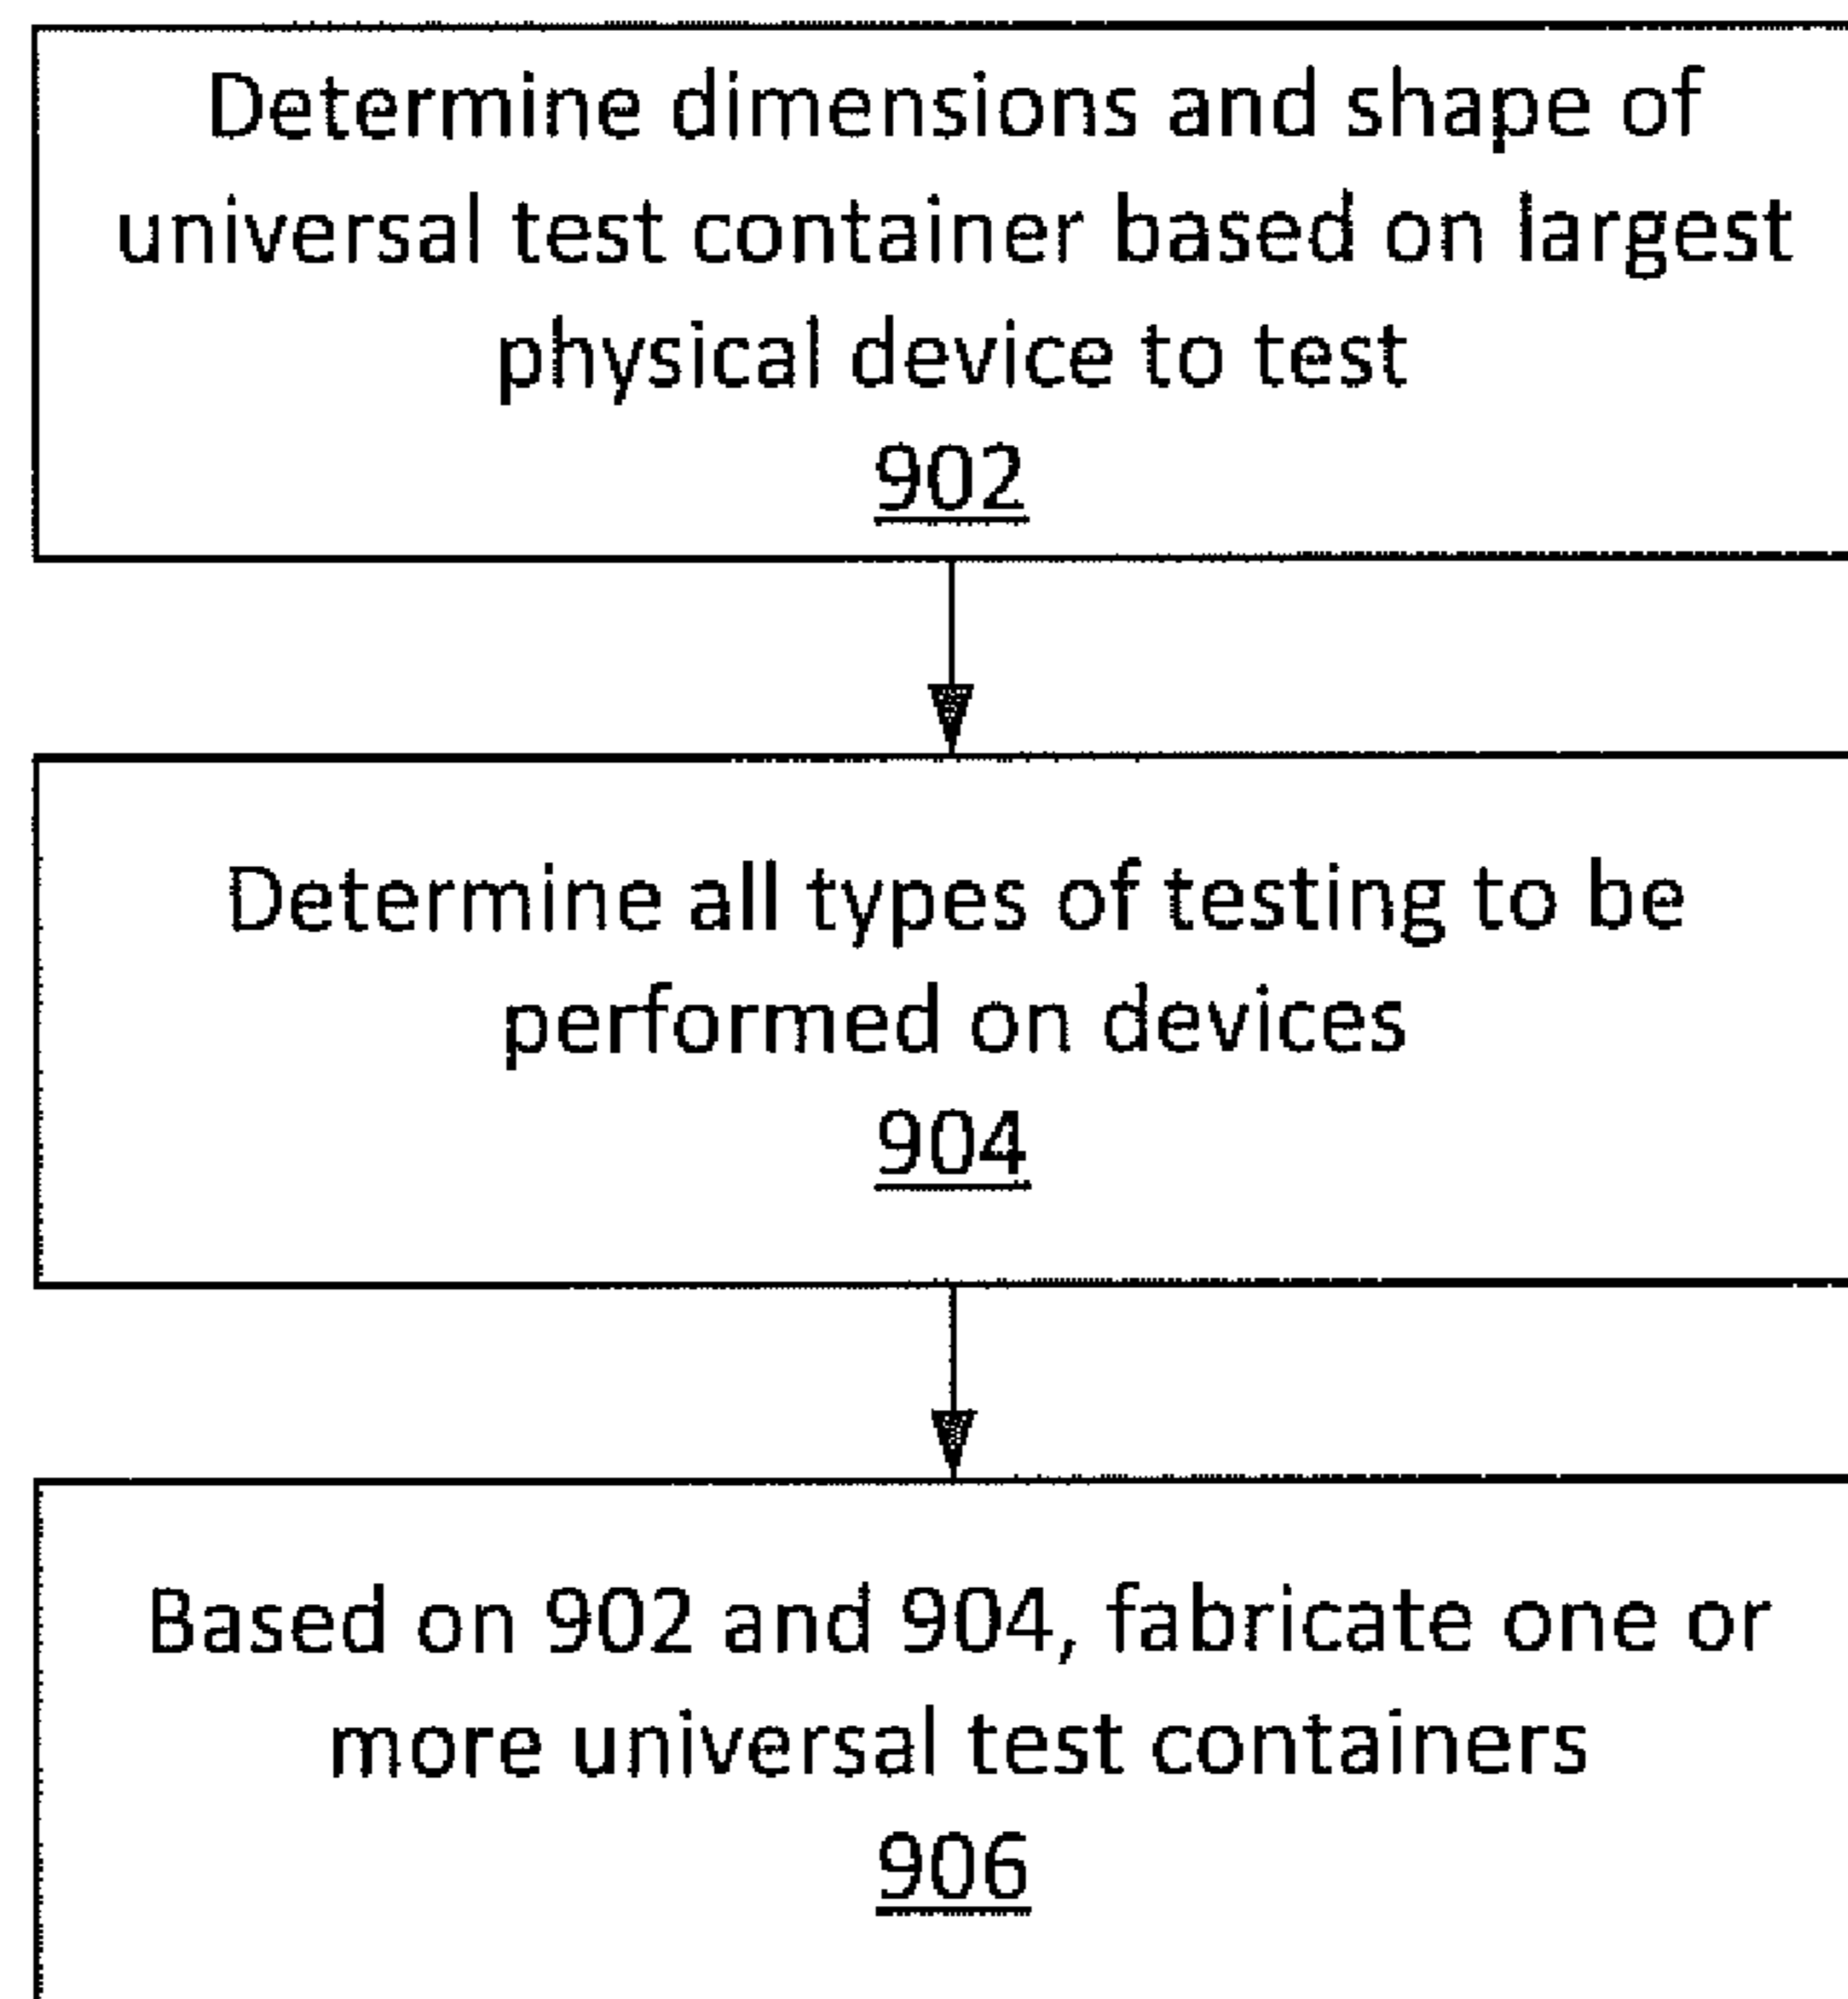 Determine dimensions and shape of
universal test container based on largest
physical device to test
902
Determine all types of testing to be
performed on devices
904
Based on 902 and 904, fabricate one or
more universal test containers
906